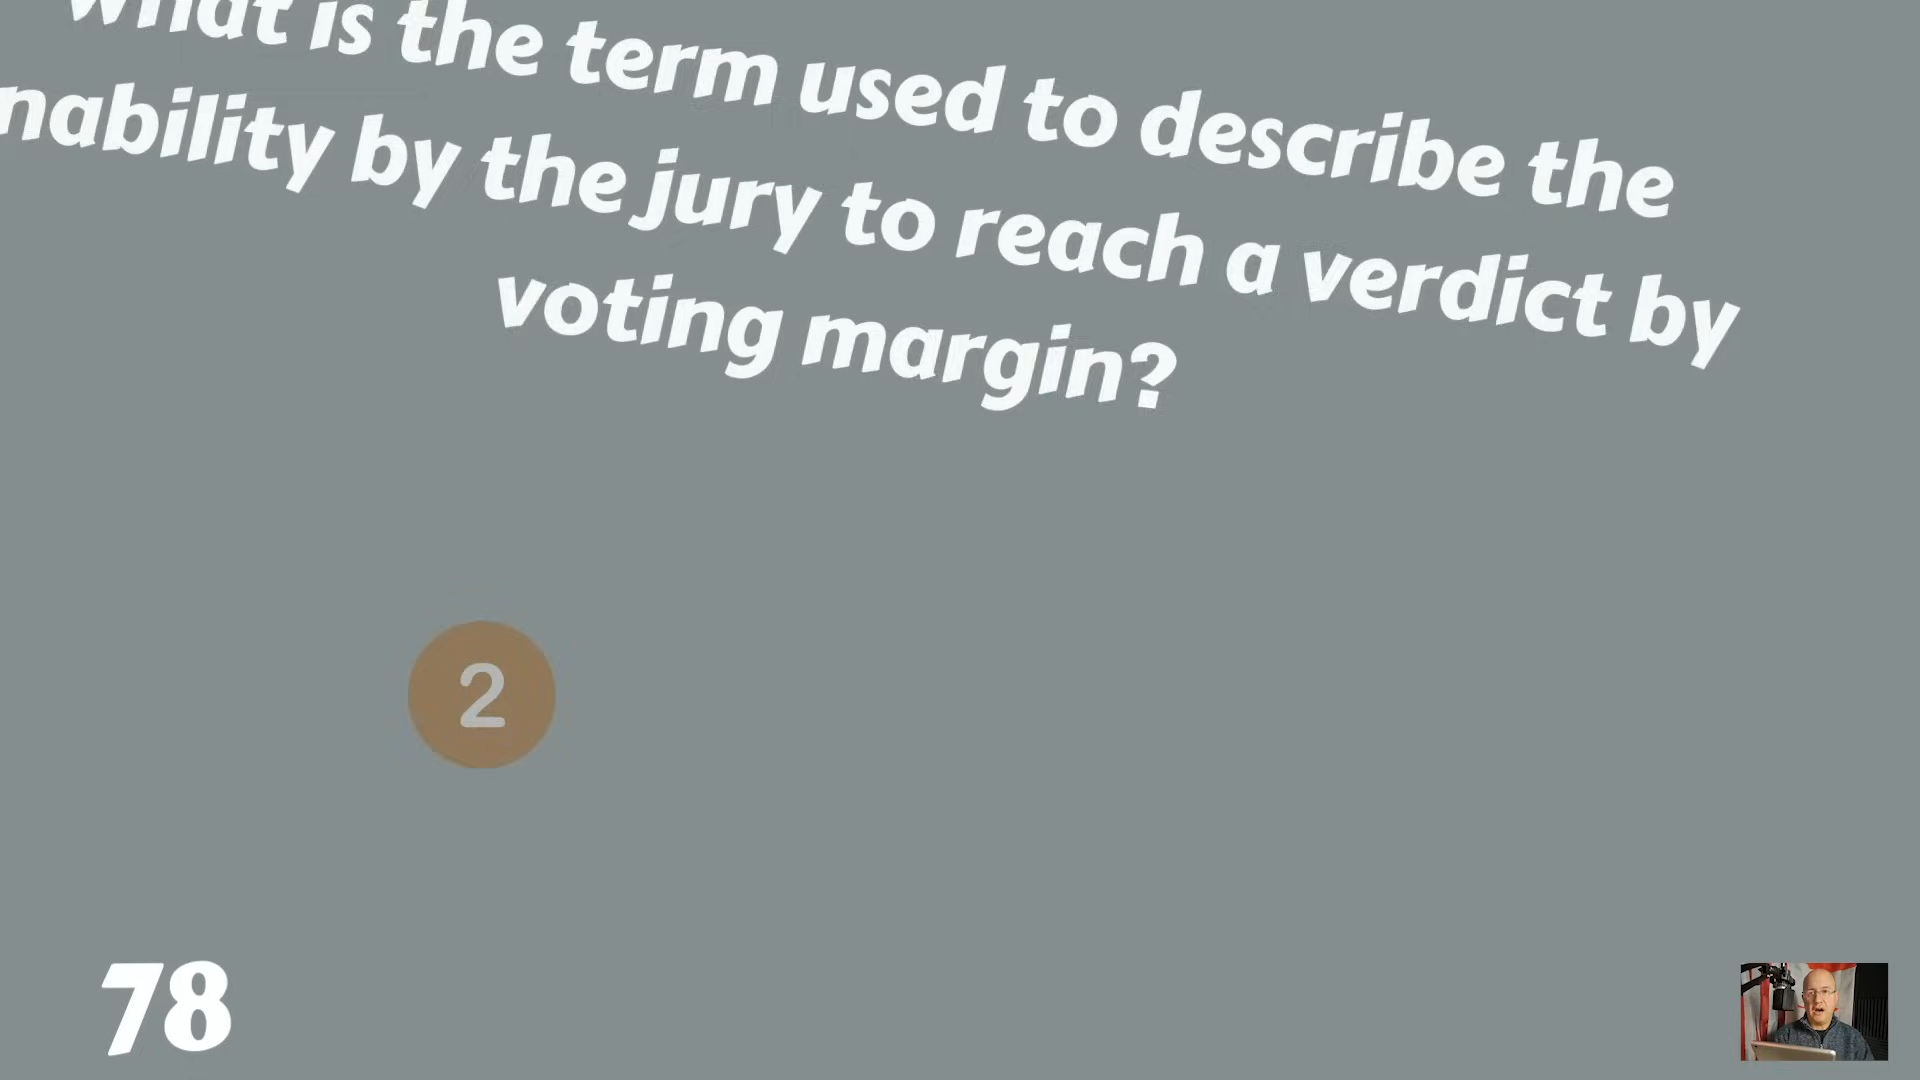 What is the term used to describe the
nability by the jury to reach a verdict by
voting margin?
2
78